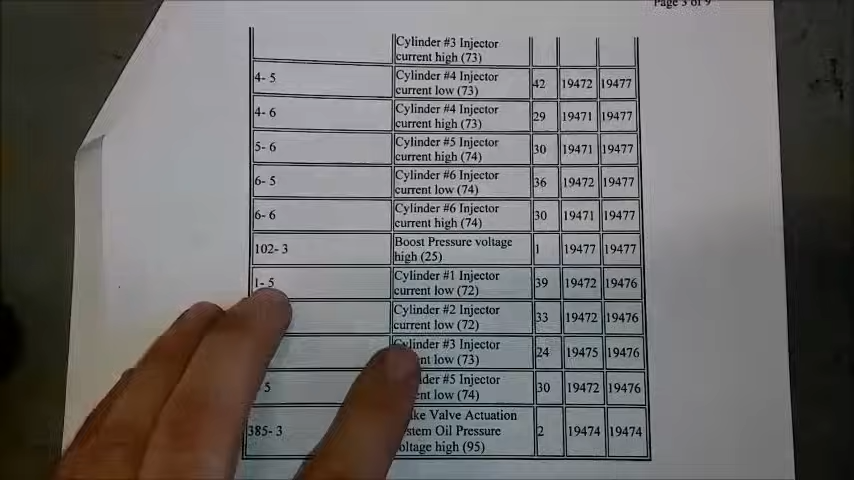 Page 3 of 9
Cylinder #3 Injector
current high (73)
4- 5 Cylinder #4 Injector 42 19472 19477
current low (73)
4- 6 Cylinder #4 Injector 29 19471 19477
current high (73)
5- 6 Cylinder #5 Injector 30 19471 19477
current high (74)
6- 5 Cylinder #6 Injector 36 19472 19477
current low (74)
6- 6 Cylinder #6 Injector 30 19471 19477
current high (74)
102- 3 Boost Pressure voltage 1 19477 19477
high (25)
1- 5 Cylinder #1 Injector 39 19472 19476
current low (72)
Cylinder #2 Injector 33 19472 19476
current low (72)
Cylinder #3 Injector 24 19475 19476
low (73)
5 #5 Injector 30 19472 19476
low (74)
385- 3 Valve Actuation 2 19474 19474
Oil Pressure
high (95)